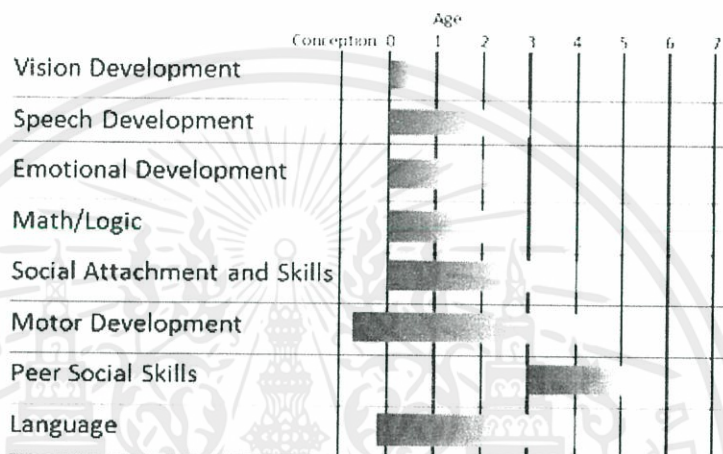 Age
Conception 0 1 2 3 4 5 6 7
Vision Development
Speech Development
Emotional Development
Math/Logic
Social Attachment and Skills
Motor Development
Peer Social Skills
Language